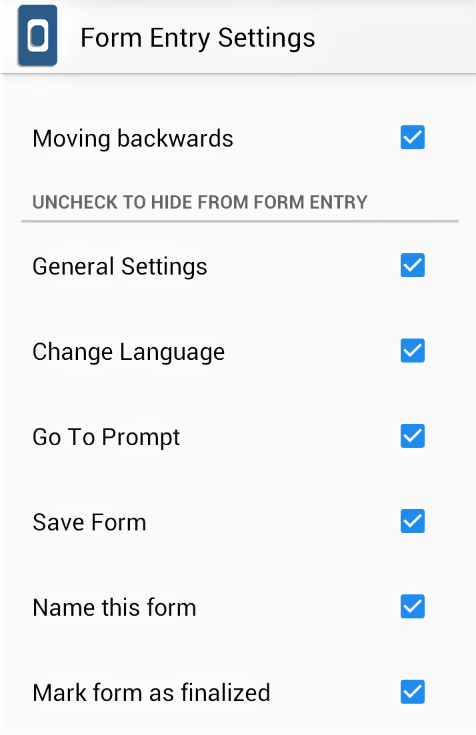 Form Entry Settings
Moving backwards
UNCHECK TO HIDE FROM FORM ENTRY
General Settings
Change Language
Go To Prompt
Save Form
Name this form
Mark form as finalized